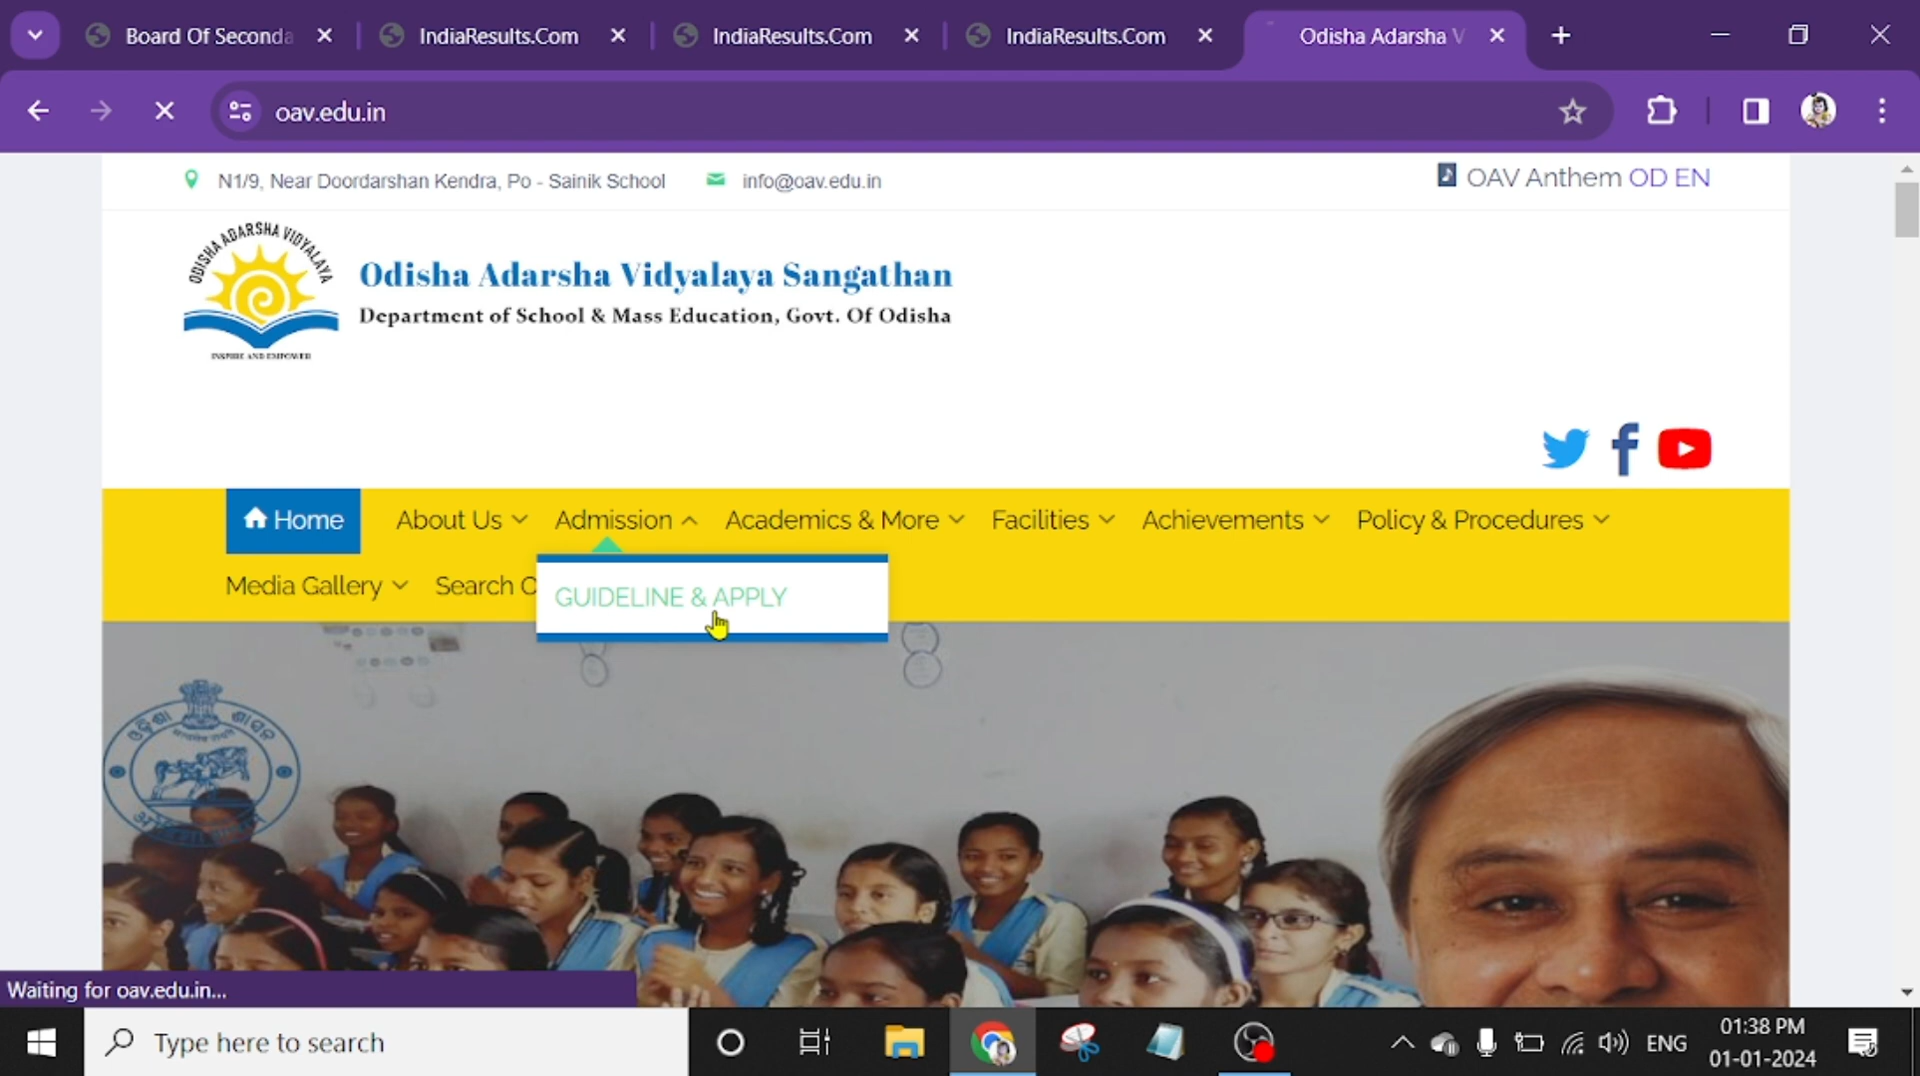 Board Of Seconda
IndiaResults.Com
IndiaResults.Com
IndiaResults.Com
Odisha Adarsha V
oav.edu.in
N1/9, Near Doordarshan Kendra, Po - Sainik School
info@oav.edu.in
OAV Anthem OD EN
ODISHA ADARSHA VIDYALAYA
INSPIRE AND EMPOWER
Odisha Adarsha Vidyalaya Sangathan
Department of School & Mass Education, Govt. Of Odisha
Home
About Us
Admission
Academics & More
Facilities
Achievements
Policy & Procedures
Media Gallery
Search O
GUIDELINE & APPLY
Waiting for oav.edu.in...
Type here to search
ENG
01:38 PM
01-01-2024